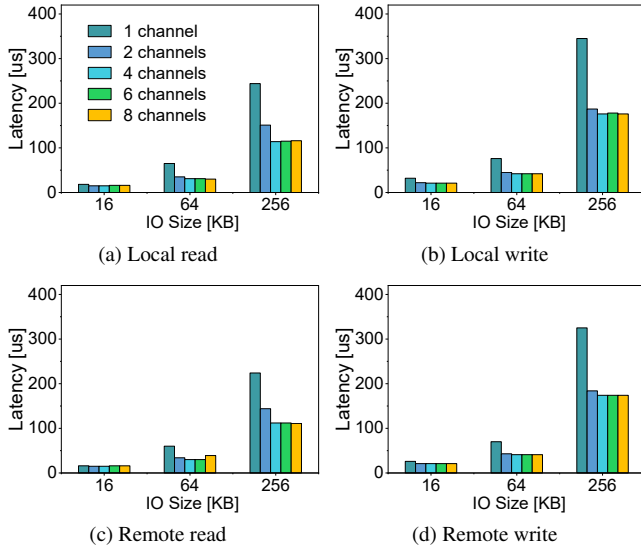 400
300
200
100
0
Latency [us]
1 channel
2 channels
4 channels
6 channels
8 channels
16 64 256
IO Size [KB]
(a) Local read
400
300
200
100
0
Latency [us]
16 64 256
IO Size [KB]
(b) Local write
400
300
200
100
0
Latency [us]
16 64 256
IO Size [KB]
(c) Remote read
400
300
200
100
0
Latency [us]
16 64 256
IO Size [KB]
(d) Remote write